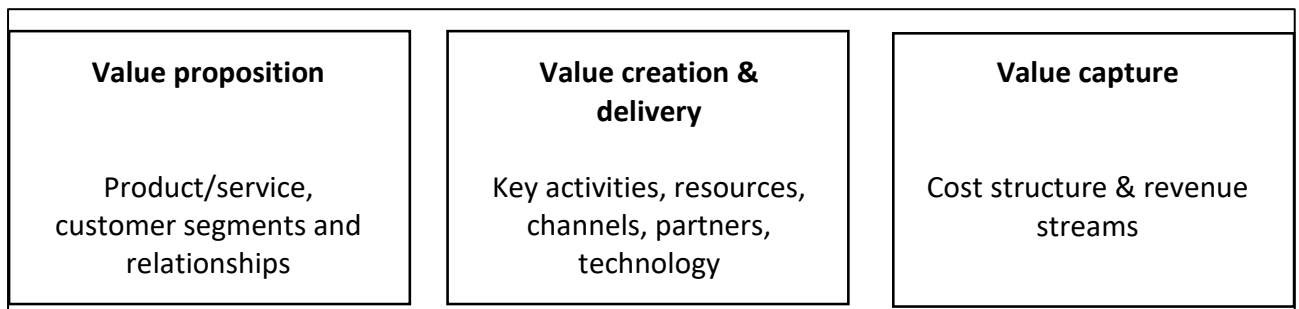 Value proposition
Product/service,
customer segments and
relationships
Value creation &
delivery
Key activities, resources,
channels, partners,
technology
Value capture
Cost structure & revenue
streams